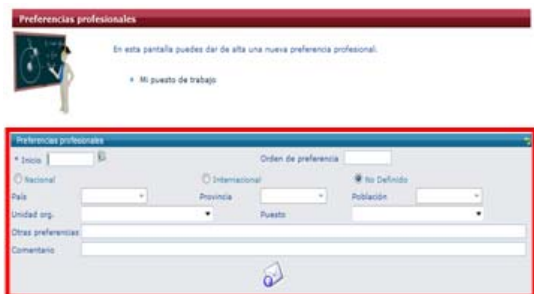 Preferencias profesionales
En esta pantalla puedes dar de alta una nueva preferencia profesional.
Mi puesto de trabajo
Preferencias profesionales
* Inicio Orden de preferencia
Nacional Internacional No Definido
País Provincia Población
Unidad org. Puesto
Otras preferencias
Comentario